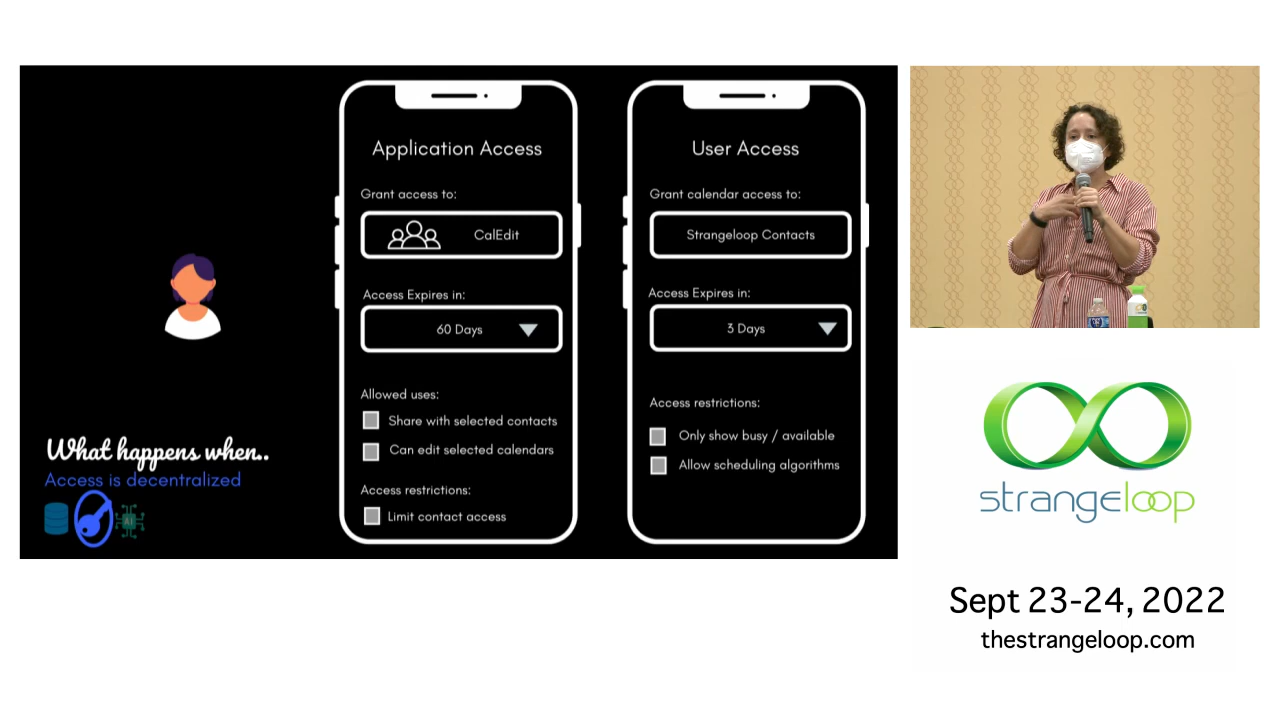 Application Access
Grant access to:
CalEdit
Access Expires in:
60 Days
Allowed uses:
Share with selected contacts
Can edit selected calendars
Access restrictions:
Limit contact access
User Access
Grant calendar access to:
Strangeloop Contacts
Access Expires in:
3 Days
Access restrictions:
Only show busy / available
Allow scheduling algorithms
What happens when..
Access is decentralized
AI
strangeloop
Sept 23-24, 2022
thestrangeloop.com